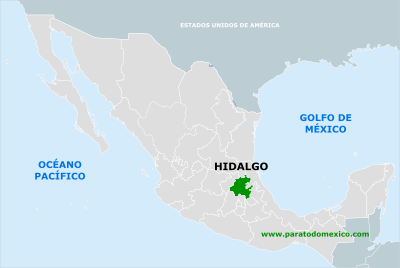 ESTADOS UNIDOS DE AMÉRICA
GOLFO DE
MÉXICO
HIDALGO
OCÉANO
PACÍFICO
www.paratodomexico.com